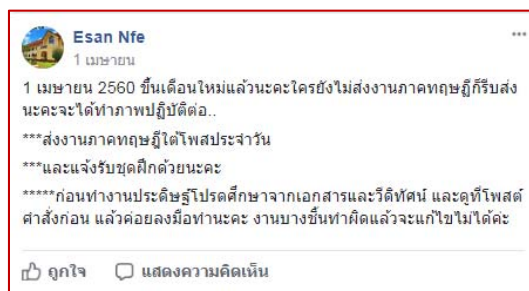 Esan Nfe
1 เมษายน
1 เมษายน 2560 ขึ้นเดือนใหม่แล้วนะคะใครยังไม่ส่งงานภาคทฤษฎีก็รีบส่ง
นะคะจะได้ทำภาพปฏิบัติต่อ..
***ส่งงานภาคทฤษฎีใต้โพสประจำวัน
***และแจ้งรับชุดฝึกด้วยนะคะ
*****ก่อนทำงานประดิษฐ์โปรดศึกษาจากเอกสารและวีดิทัศน์ และดูที่โพสต์
คำสั่งก่อน แล้วค่อยลงมือทำนะคะ งานบางชิ้นทำผิดแล้วจะแก้ไขไม่ได้ค่ะ
ถูกใจ แสดงความคิดเห็น